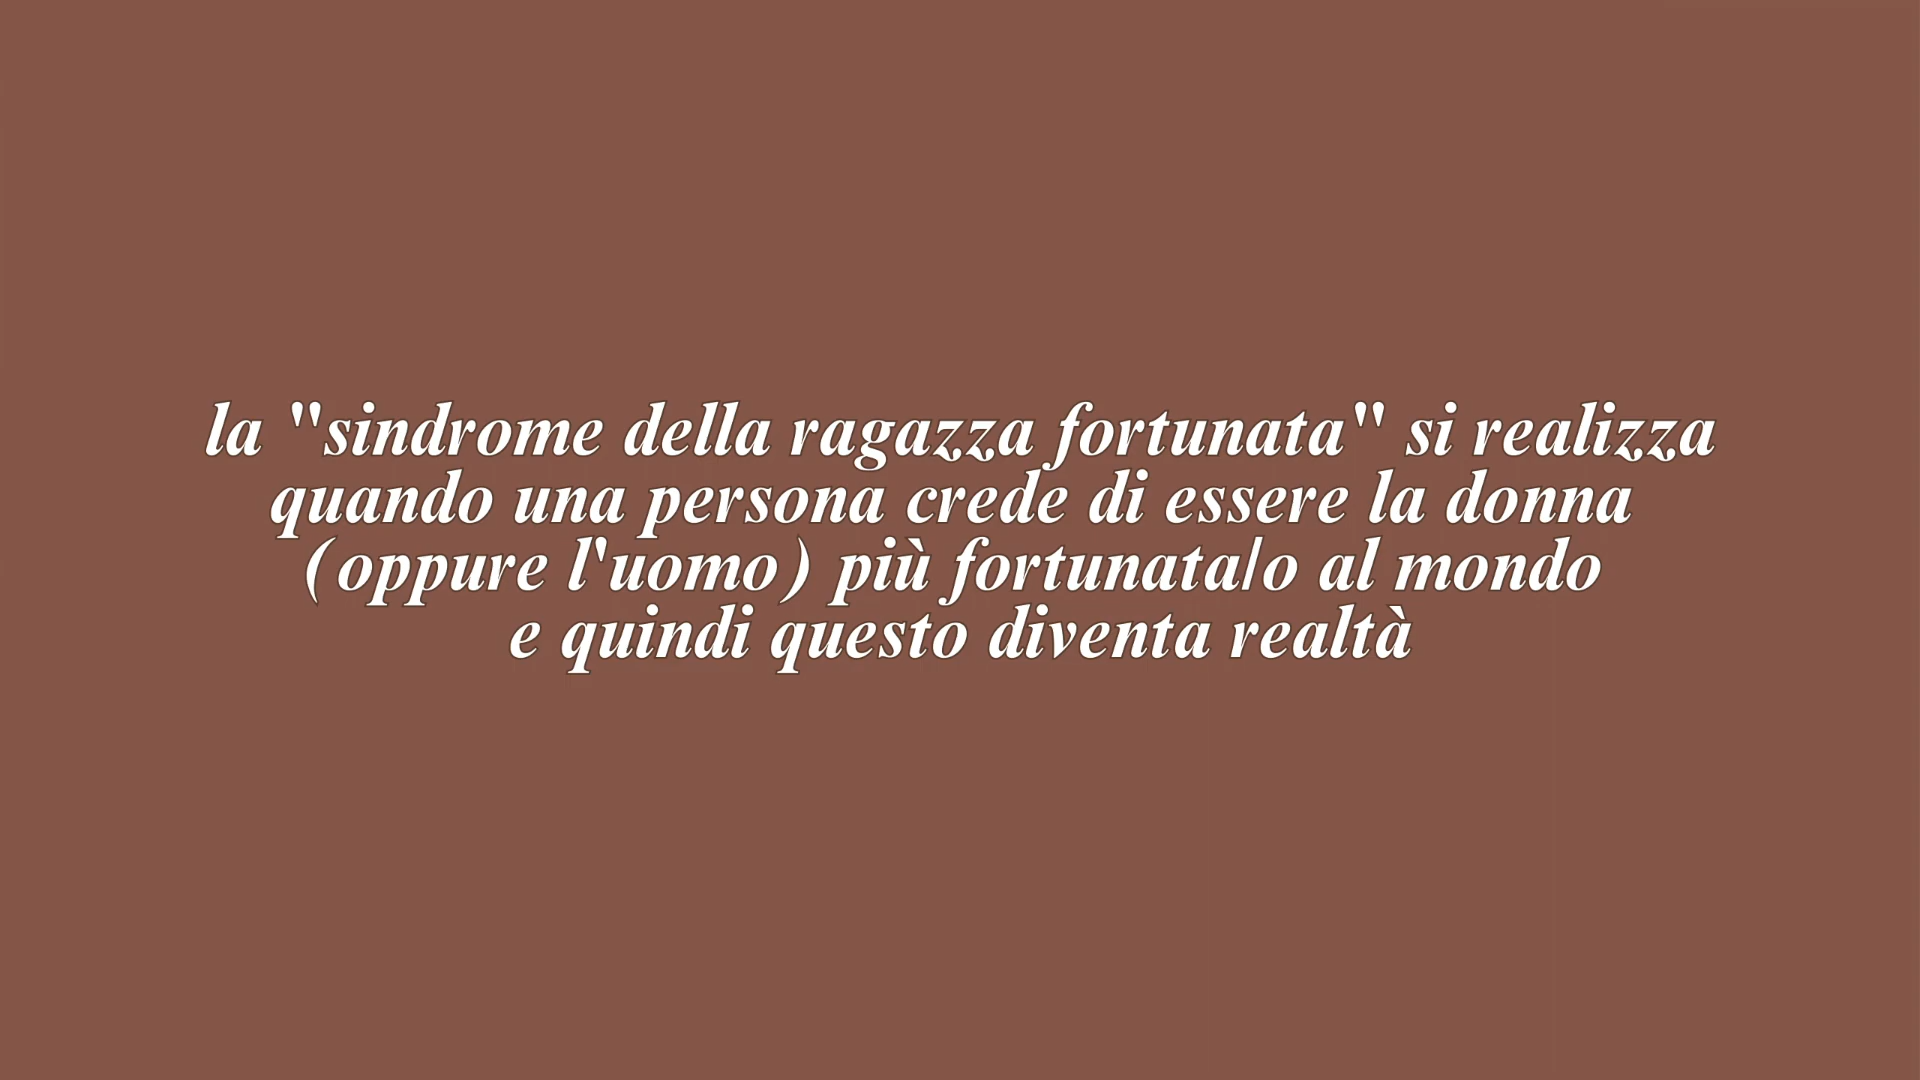 la "sindrome della ragazza fortunata" si realizza
quando una persona crede di essere la donna
(oppure l'uomo) più fortunata/o al mondo
e quindi questo diventa realtà